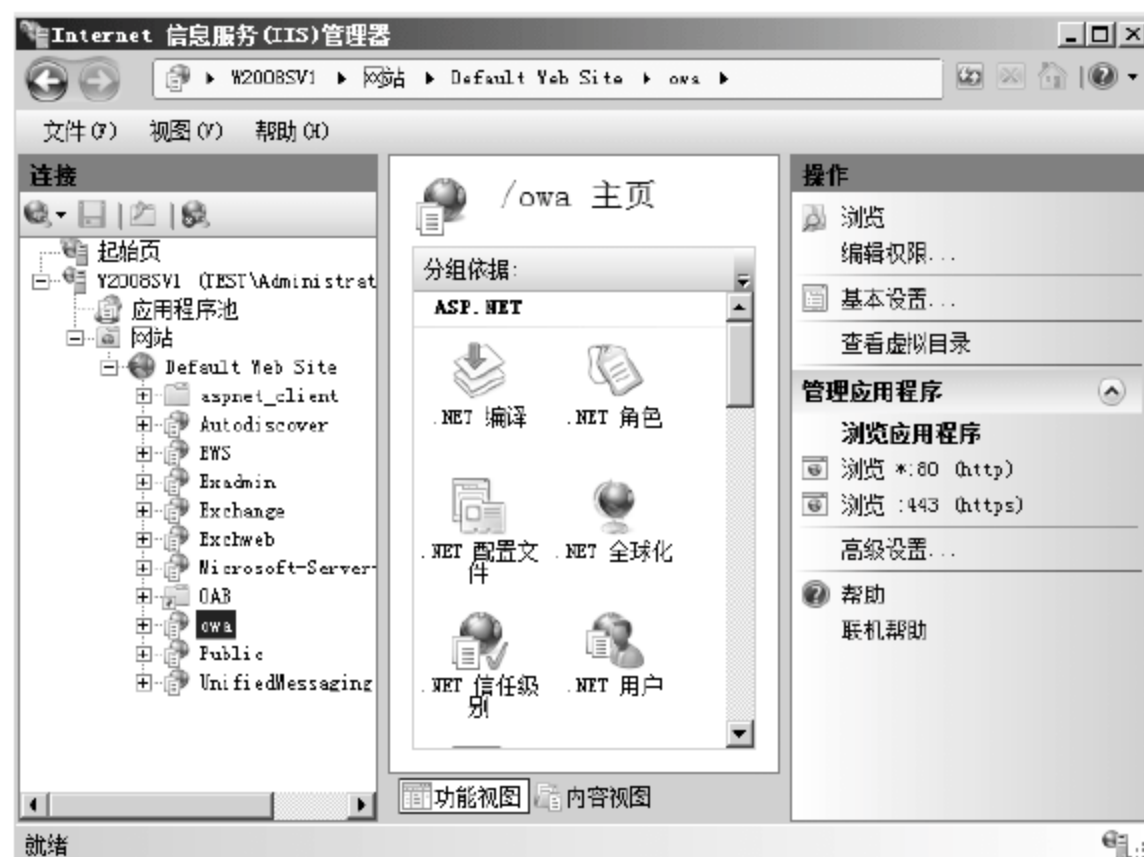 Internet 信息服务(IIS)管理器
W2008SV1 网站 Default Web Site owa
文件(F) 视图(V) 帮助(H)
连接
起始页
W2008SV1 (TEST\Administrat
应用程序池
网站
Default Web Site
aspnet_client
Autodiscover
EWS
Exadmin
Exchange
Exchweb
Microsoft-Server-
OAB
owa
Public
UnifiedMessaging
/owa 主页
分组依据:
ASP.NET
.NET 编译
.NET 角色
.NET 配置文
件
.NET 全球化
.NET 信任级
别
.NET 用户
功能视图
内容视图
操作
浏览
编辑权限...
基本设置...
查看虚拟目录
管理应用程序
浏览应用程序
浏览 *:80 (http)
浏览 :443 (https)
高级设置...
帮助
联机帮助
就绪